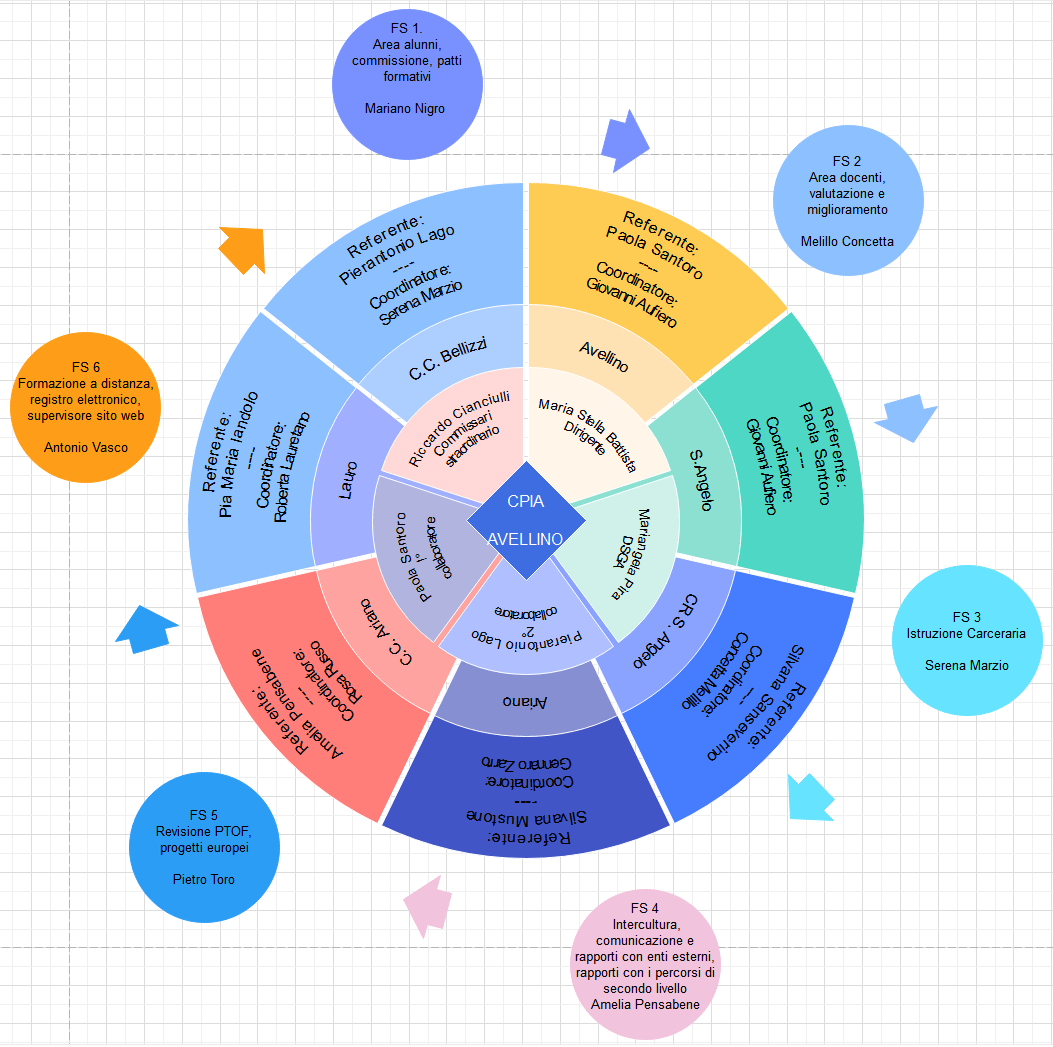 FS 1.
Area alunni,
commissione, patti
formativi
Mariano Nigro
FS 2
Area docenti,
valutazione e
miglioramento
Melillo Concetta
FS 3
Istruzione Carceraria
Serena Marzio
FS 4
Intercultura,
comunicazione e
rapporti con enti esterni,
rapporti con i percorsi di
secondo livello
Amelia Pensabene
FS 5
Revisione PTOF,
progetti europei
Pietro Toro
FS 6
Formazione a distanza,
registro elettronico,
supervisore sito web
Antonio Vasco
Referente:
Pierantonio Lago
----
Coordinatore:
Serena Marzio
C.C. Bellizzi
Referente:
Paola Santoro
----
Coordinatore:
Giovanni Aufiero
Avellino
Referente:
Paola Santoro
----
Coordinatore:
Giovanni Aufiero
S.Angelo
Referente:
Silvana Sanseverino
----
Coordinatore:
Concetta Melillo
C.R.S. Angelo
Referente:
Silvana Mustone
----
Coordinatore:
Gennaro Zarro
Ariano
Referente:
Amelia Pensabene
----
Coordinatore:
Rosa Russo
C.C. Ariano
Referente:
Pia Maria Iandolo
----
Coordinatore:
Roberta Lauretano
Lauro
Riccardo Cianciulli
Commissari
straordinario
Maria Stella Battista
Dirigente
Mariangela Pira
DSGA
Pierantonio Lago
2°
collaboratore
Paola Santoro
1°
collaboratore
CPIA
AVELLINO